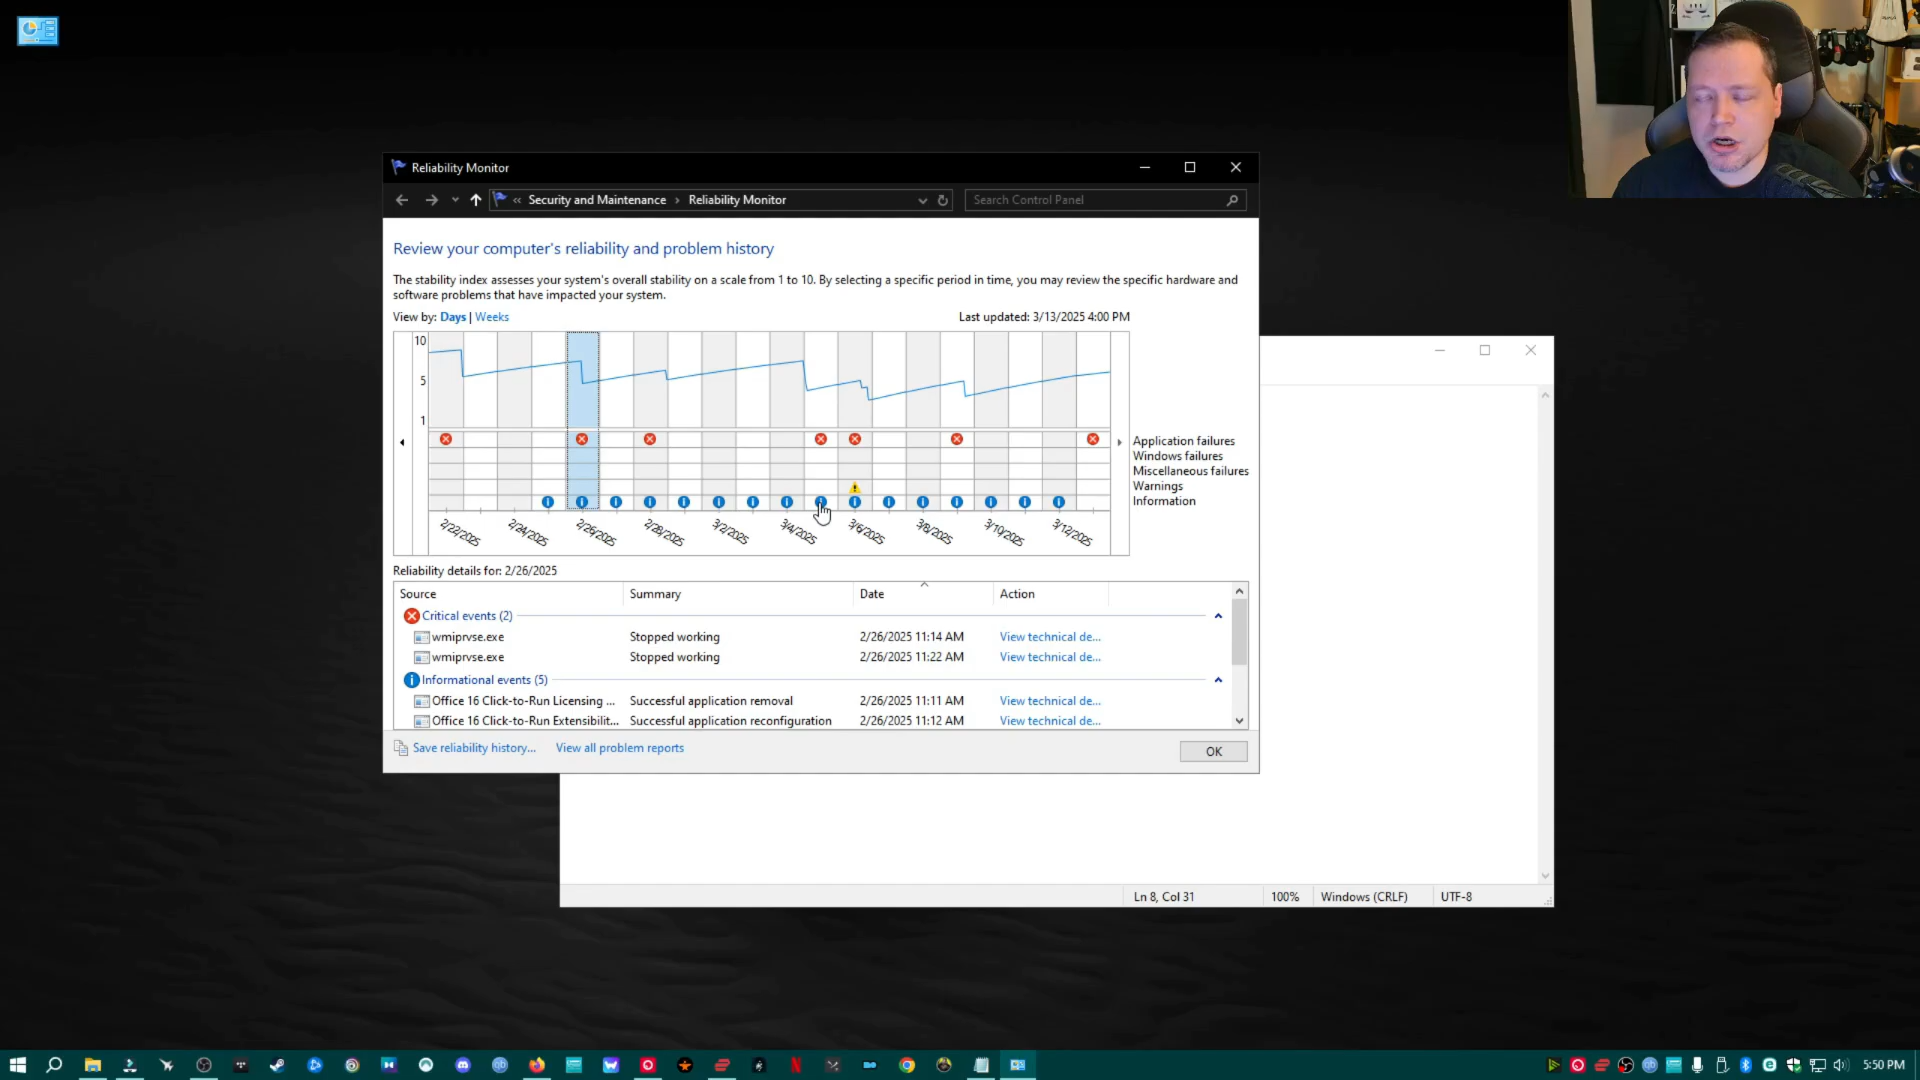 Reliability Monitor
« Security and Maintenance › Reliability Monitor
Search Control Panel
Review your computer's reliability and problem history
The stability index assesses your system's overall stability on a scale from 1 to 10. By selecting a specific period in time, you may review the specific hardware and
software problems that have impacted your system.
View by: Days | Weeks
Last updated: 3/13/2025 4:00 PM
10
5
1
Application failures
Windows failures
Miscellaneous failures
Warnings
Information
2/22/2025 2/24/2025 2/26/2025 2/28/2025 3/2/2025 3/4/2025 3/6/2025 3/8/2025 3/10/2025 3/12/2025
Reliability details for: 2/26/2025
Source Summary Date Action
Critical events (2)
wmiprvse.exe Stopped working 2/26/2025 11:14 AM View technical de...
wmiprvse.exe Stopped working 2/26/2025 11:22 AM View technical de...
Informational events (5)
Office 16 Click-to-Run Licensing ... Successful application removal 2/26/2025 11:11 AM View technical de...
Office 16 Click-to-Run Extensibilit... Successful application reconfiguration 2/26/2025 11:12 AM View technical de...
Save reliability history... View all problem reports
OK
Ln 8, Col 31 100% Windows (CRLF) UTF-8
5:50 PM